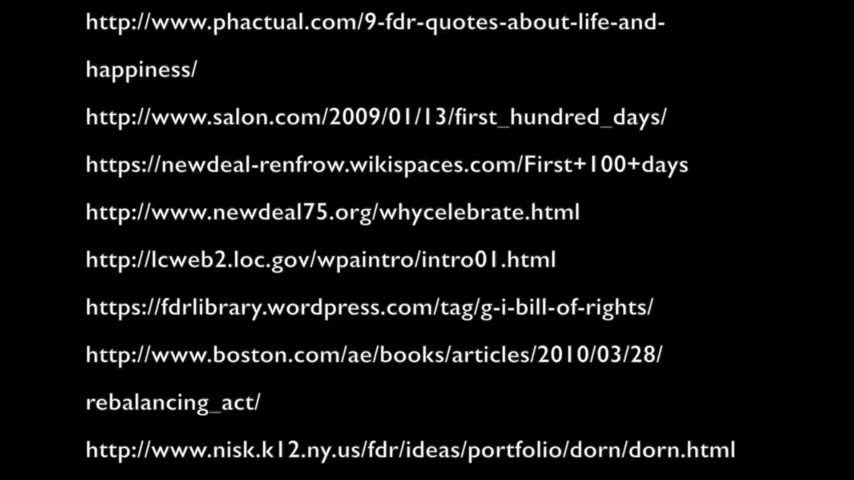 http://www.phactual.com/9-fdr-quotes-about-life-and-
happiness/
http://www.salon.com/2009/01/13/first_hundred_days/
https://newdeal-renfrow.wikispaces.com/First+100+days
http://www.newdeal75.org/whycelebrate.html
http://lcweb2.loc.gov/wpaintro/intro01.html
https://fdrlibrary.wordpress.com/tag/g-i-bill-of-rights/
http://www.boston.com/ae/books/articles/2010/03/28/
rebalancing_act/
http://www.nisk.k12.ny.us/fdr/ideas/portfolio/dorn/dorn.html